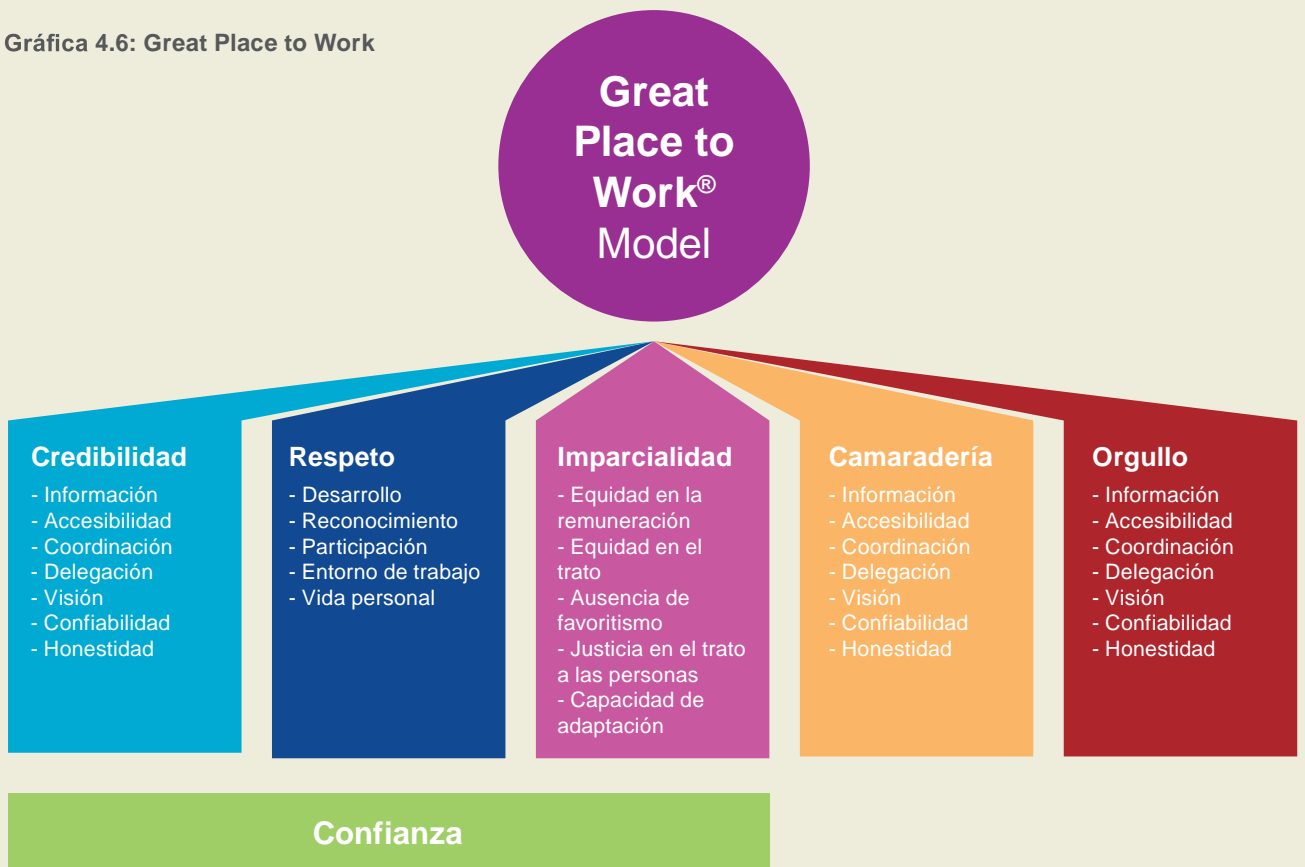 Gráfica 4.6: Great Place to Work
Great
Place to
Work®
Model
Credibilidad
- Información
- Accesibilidad
- Coordinación
- Delegación
- Visión
- Confiabilidad
- Honestidad
Respeto
- Desarrollo
- Reconocimiento
- Participación
- Entorno de trabajo
- Vida personal
Imparcialidad
- Equidad en la
remuneración
- Equidad en el
trato
- Ausencia de
favoritismo
- Justicia en el trato
a las personas
- Capacidad de
adaptación
Camaradería
- Información
- Accesibilidad
- Coordinación
- Delegación
- Visión
- Confiabilidad
- Honestidad
Orgullo
- Información
- Accesibilidad
- Coordinación
- Delegación
- Visión
- Confiabilidad
- Honestidad
Confianza